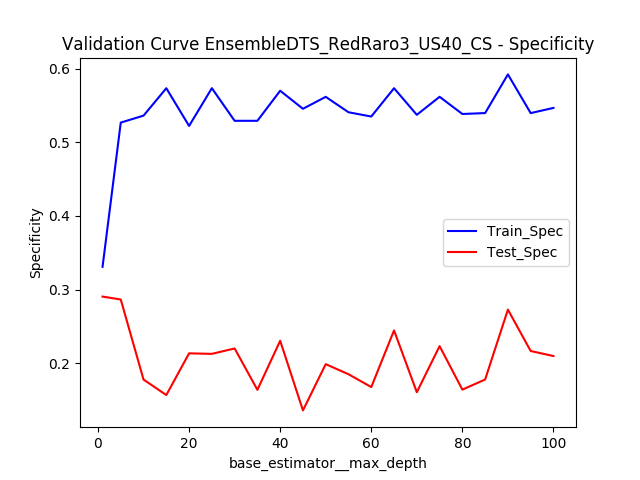 Validation Curve EnsembleDTS_RedRaro3_US40_CS - Specificity
0.6
0.5
0.4
0.3
0.2
Specificity
Train_Spec
Test_Spec
0 20 40 60 80 100
base_estimator__max_depth